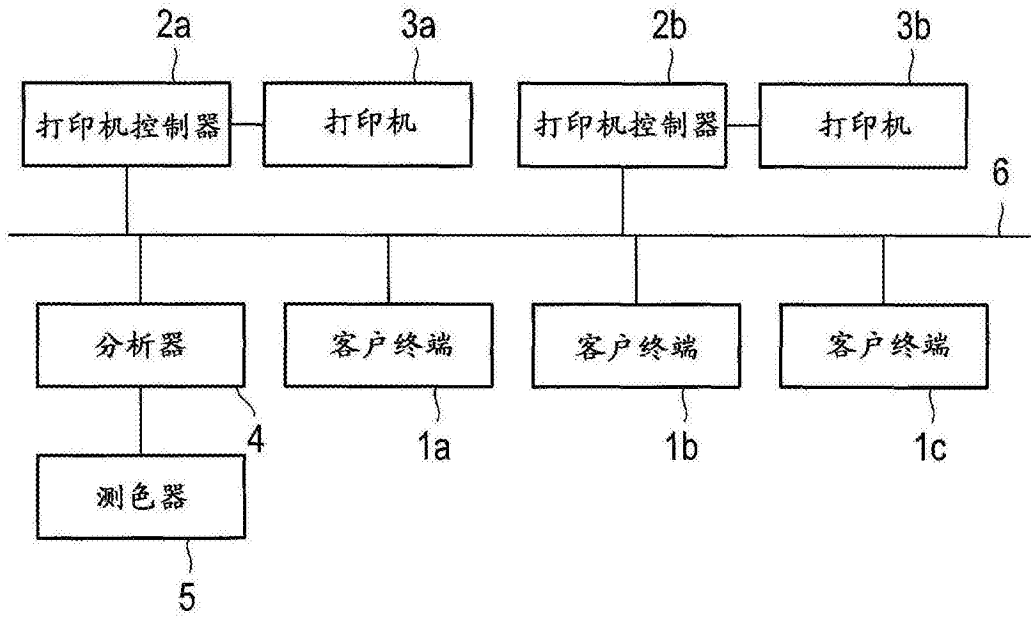 2a
3a
2b
3b
打印机控制器
打印机
打印机控制器
打印机
6
分析器
客户终端
客户终端
客户终端
4
1a
1b
1c
测色器
5